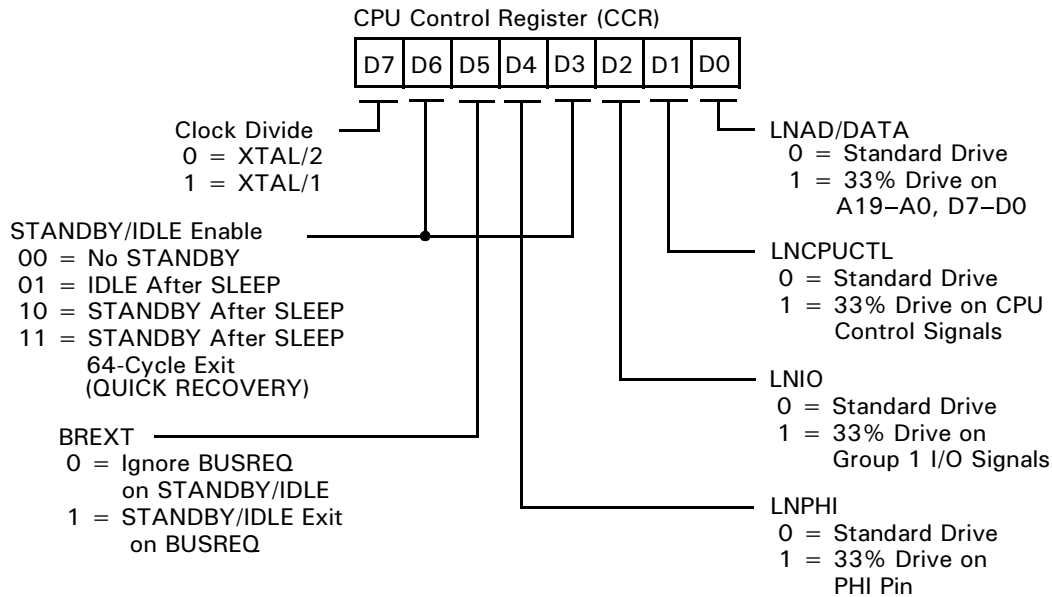 CPU Control Register (CCR)
D7 D6 D5 D4 D3 D2 D1 D0
Clock Divide
0 = XTAL/2
1 = XTAL/1
STANDBY/IDLE Enable
00 = No STANDBY
01 = IDLE After SLEEP
10 = STANDBY After SLEEP
11 = STANDBY After SLEEP
64-Cycle Exit
(QUICK RECOVERY)
BREXT
0 = Ignore BUSREQ
on STANDBY/IDLE
1 = STANDBY/IDLE Exit
on BUSREQ
LNAD/DATA
0 = Standard Drive
1 = 33% Drive on
A19–A0, D7–D0
LNCPUCTL
0 = Standard Drive
1 = 33% Drive on CPU
Control Signals
LNIO
0 = Standard Drive
1 = 33% Drive on
Group 1 I/O Signals
LNPHI
0 = Standard Drive
1 = 33% Drive on
PHI Pin